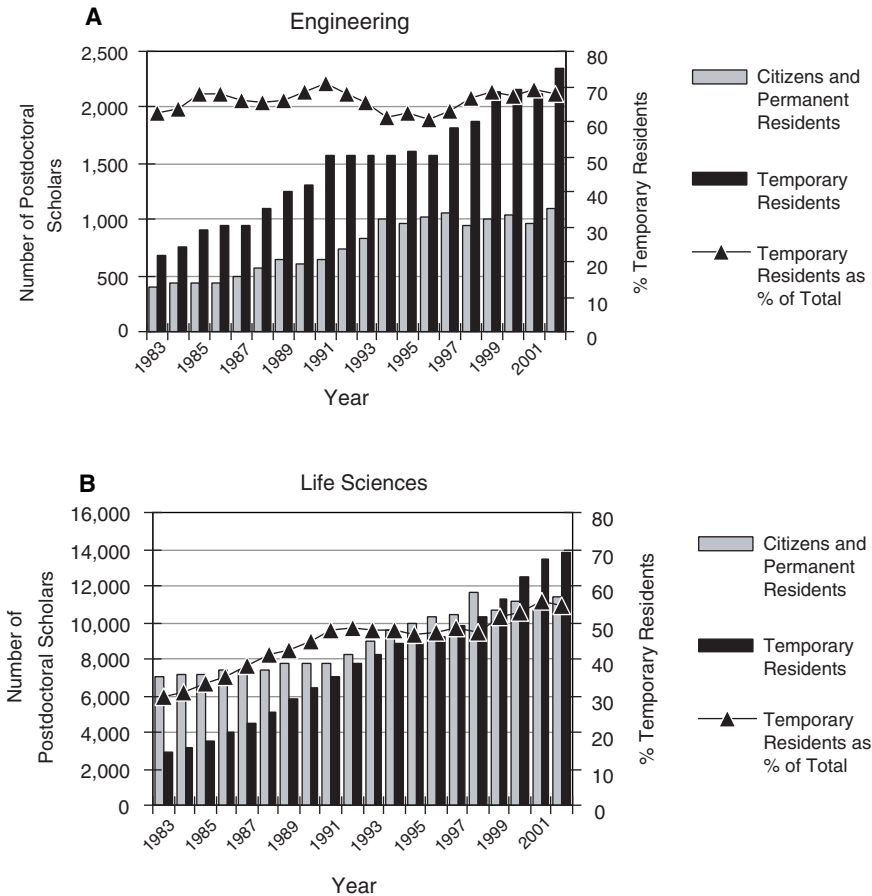 A
Engineering
2,500
2,000
1,500
1,000
500
0
Number of Postdoctoral
Scholars
80
70
60
50
40
30
20
10
0
% Temporary Residents
1983
1985
1987
1989
1991
1993
1995
1997
1999
2001
Year
Citizens and
Permanent
Residents
Temporary
Residents
Temporary
Residents as
% of Total
B
Life Sciences
16,000
14,000
12,000
10,000
8,000
6,000
4,000
2,000
0
Number of
Postdoctoral Scholars
80
70
60
50
40
30
20
10
0
% Temporary Residents
1983
1985
1987
1989
1991
1993
1995
1997
1999
2001
Year
Citizens and
Permanent
Residents
Temporary
Residents
Temporary
Residents as
% of Total